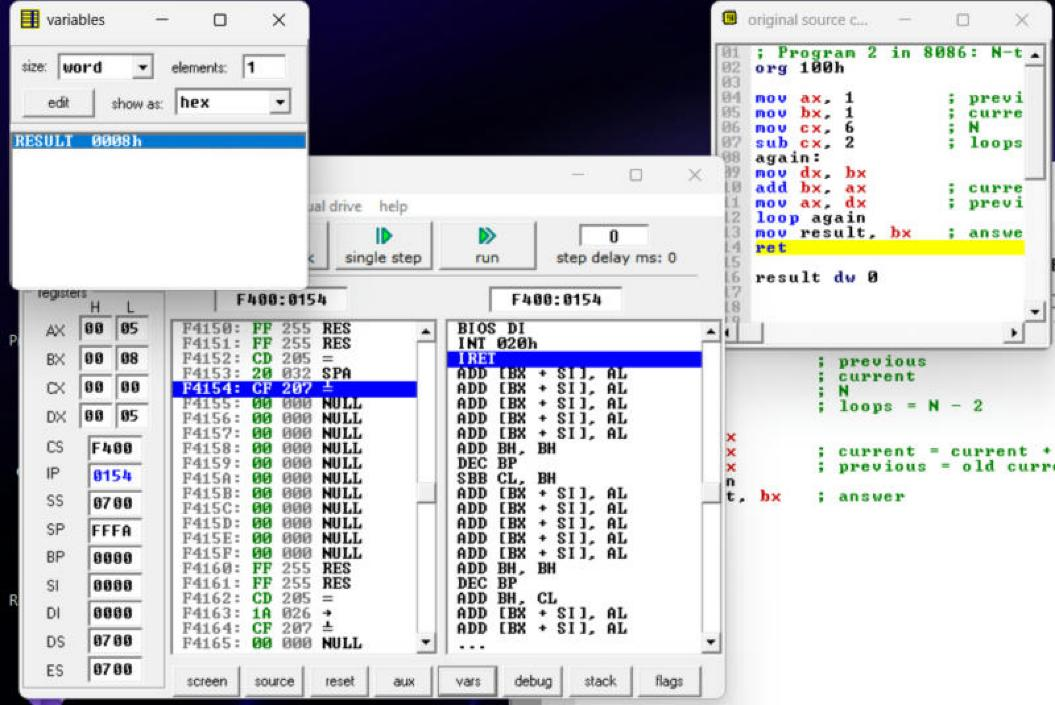 variables
size: word elements: 1
edit show as: hex
RESULT 0008h
original source c...
01 ; Program 2 in 8086: N-t
02 org 100h
03
04 mov ax, 1 ; previ
05 mov bx, 1 ; curre
06 mov cx, 6 ; N
07 sub cx, 2 ; loops
08 again:
09 mov dx, bx
10 add bx, ax ; curre
11 mov ax, dx ; previ
12 loop again
13 mov result, bx ; answe
14 ret
15
16 result dw 0
17
18
19
ual drive help
k single step run 0
step delay ms: 0
registers F400:0154 F400:0154
H L
AX 00 05
BX 00 08
CX 00 00
DX 00 05
CS F400
IP 0154
SS 0700
SP FFFA
BP 0000
SI 0000
DI 0000
DS 0700
ES 0700
F4150: FF 255 RES
F4151: FF 255 RES
F4152: CD 205 =
F4153: 20 032 SPA
F4154: CF 207 ╧
F4155: 00 000 NULL
F4156: 00 000 NULL
F4157: 00 000 NULL
F4158: 00 000 NULL
F4159: 00 000 NULL
F415A: 00 000 NULL
F415B: 00 000 NULL
F415C: 00 000 NULL
F415D: 00 000 NULL
F415E: 00 000 NULL
F415F: 00 000 NULL
F4160: FF 255 RES
F4161: FF 255 RES
F4162: CD 205 =
F4163: 1A 026 →
F4164: CF 207 ╧
F4165: 00 000 NULL
BIOS DI
INT 020h
IRET
ADD [BX + SI], AL
ADD [BX + SI], AL
ADD [BX + SI], AL
ADD [BX + SI], AL
ADD [BX + SI], AL
ADD BH, BH
DEC BP
SBB CL, BH
ADD [BX + SI], AL
ADD [BX + SI], AL
ADD [BX + SI], AL
ADD [BX + SI], AL
ADD [BX + SI], AL
ADD BH, BH
DEC BP
ADD BH, CL
ADD [BX + SI], AL
ADD [BX + SI], AL
...
screen source reset aux vars debug stack flags
; previous
; current
; N
; loops = N - 2
x
x ; current = current +
x ; previous = old curre
n
t, bx ; answer